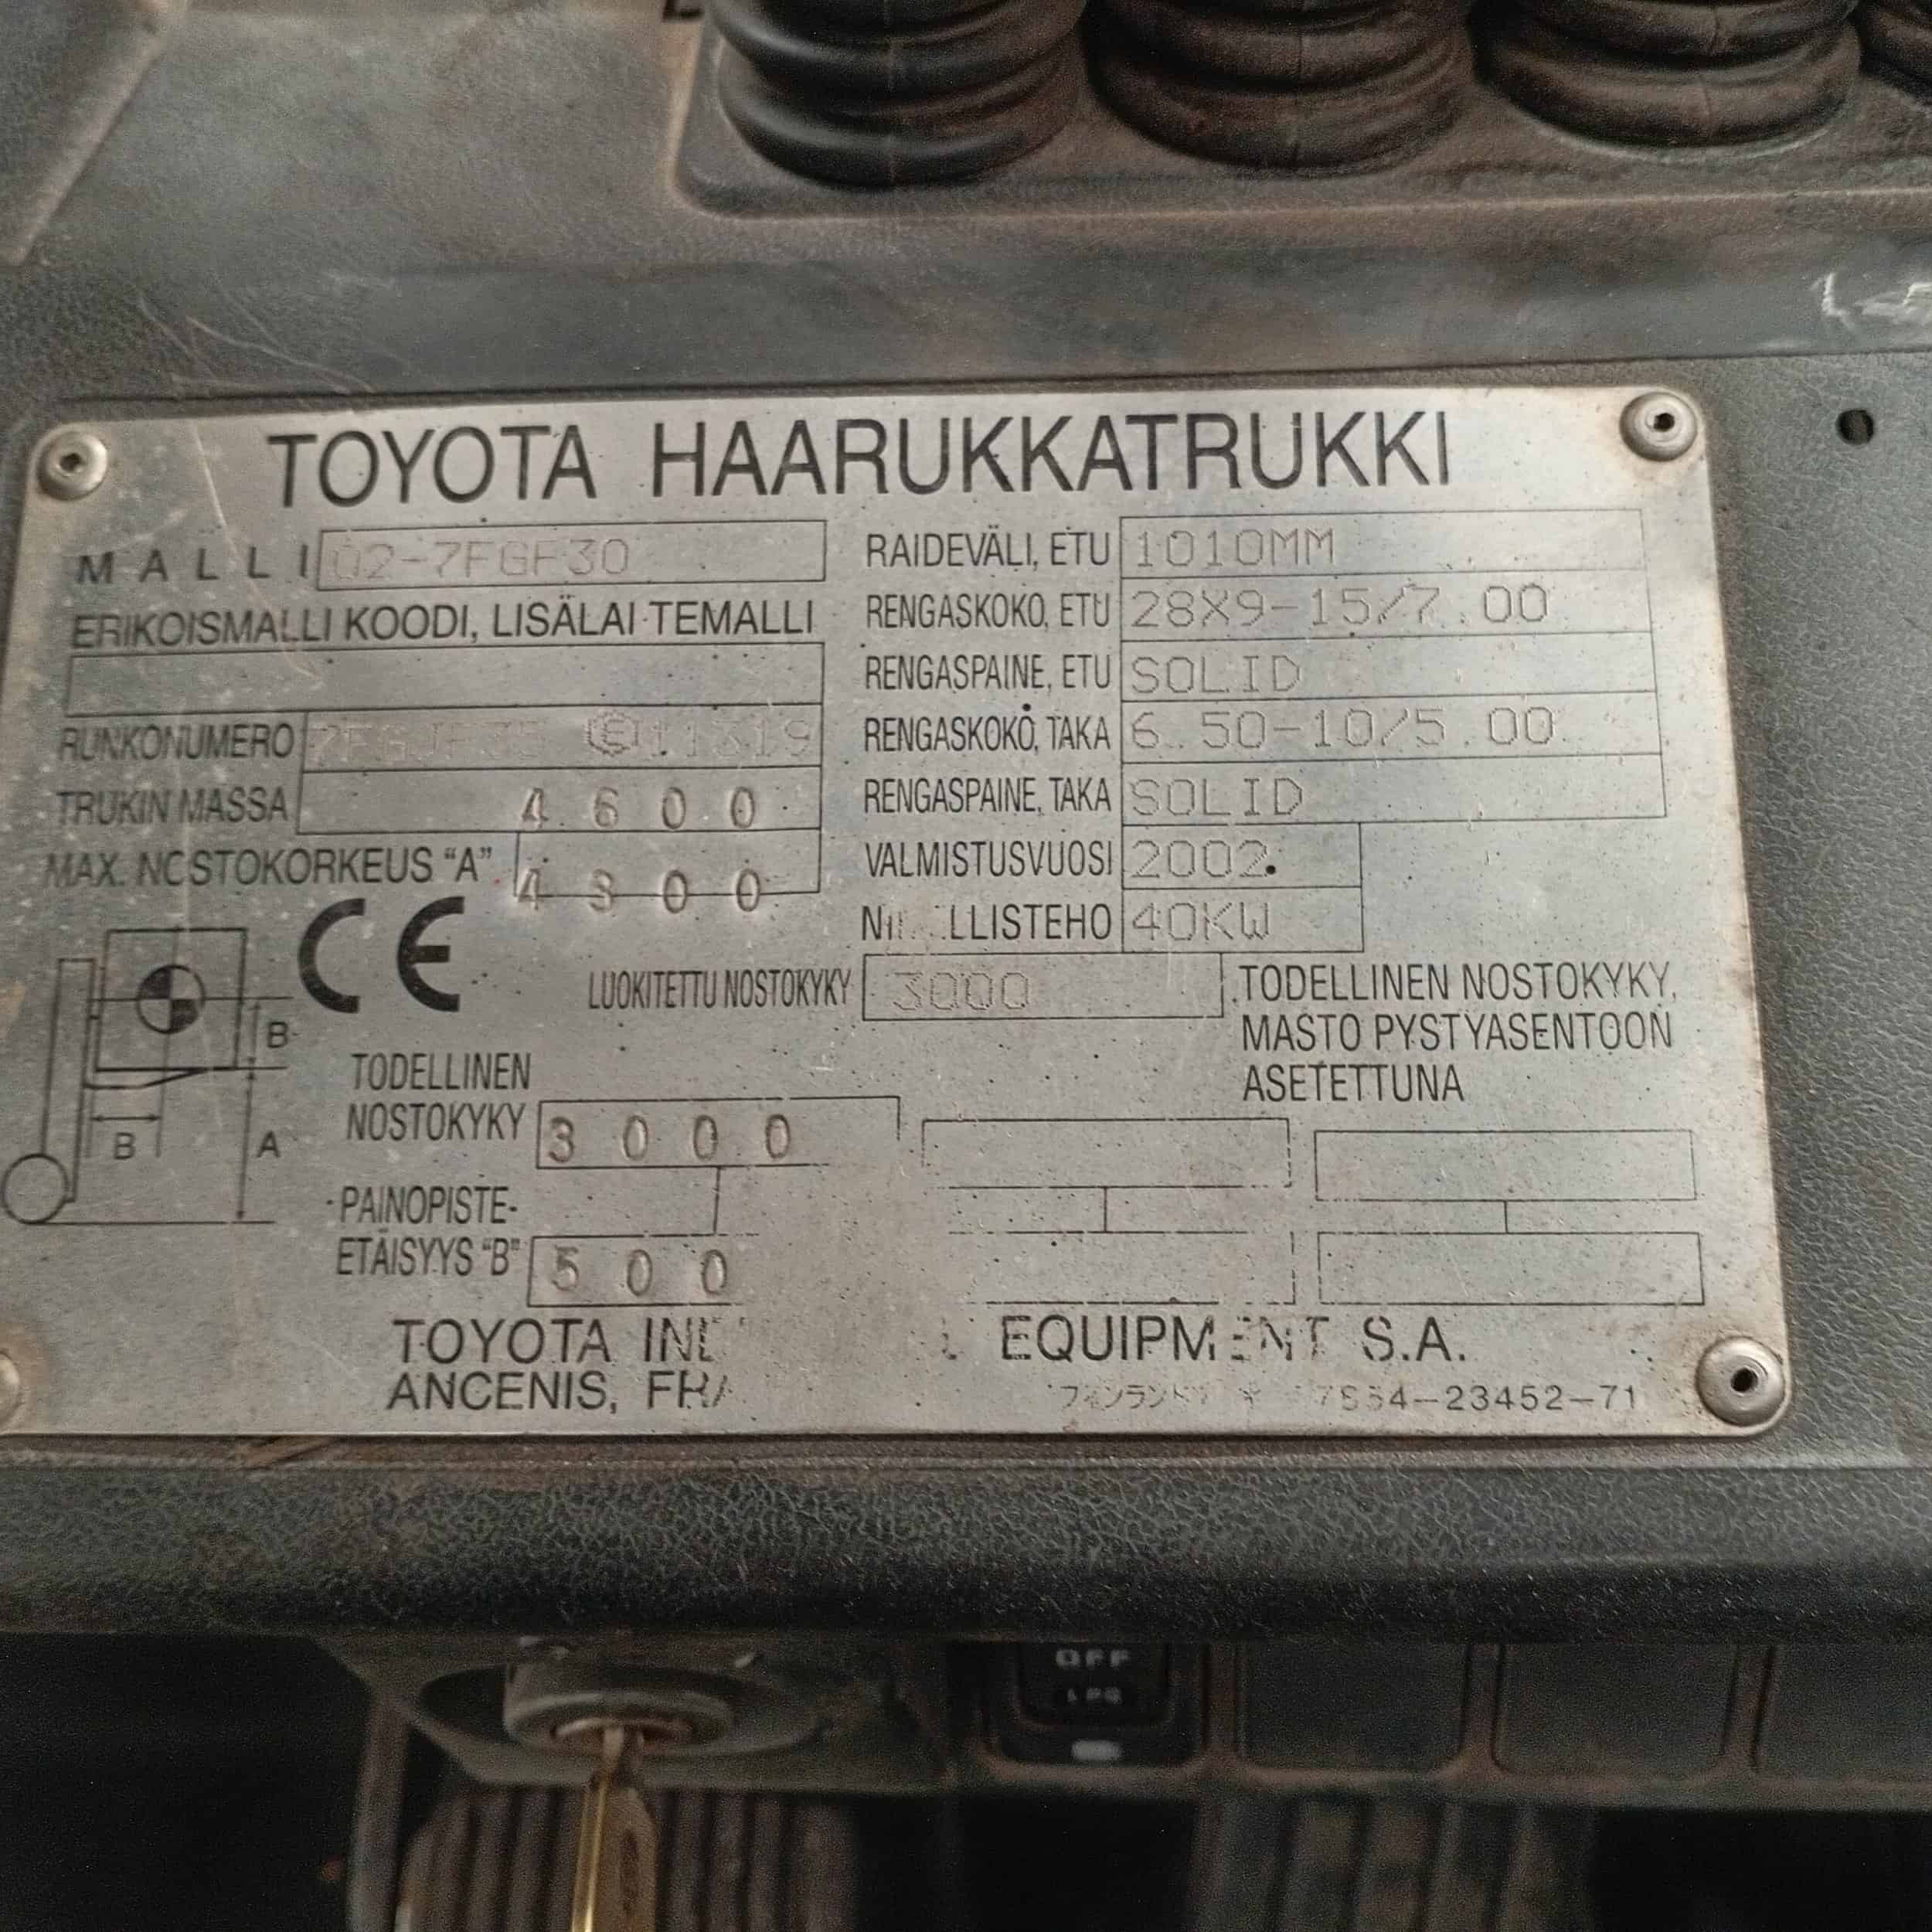 TOYOTA HAARUKKATRUKKI
MALLI 02-7FGF30
ERIKOISMALLI KOODI, LISÄLAITEMALLI
RUNKONUMERO
TRUKIN MASSA 4600
MAX. NOSTOKORKEUS "A" 4300
RAIDEVÄLI, ETU 1010MM
RENGASKOKO, ETU 28X9-15/7.00
RENGASPAINE, ETU SOLID
RENGASKOKO, TAKA 6.50-10/5.00
RENGASPAINE, TAKA SOLID
VALMISTUSVUOSI 2002
40KW
CE
LUOKITETTU NOSTOKYKY 3000
TODELLINEN NOSTOKYKY,
MASTO PYSTYASENTOON
ASETETTUNA
B
B
A
TODELLINEN
NOSTOKYKY 3000
PAINOPISTE-
ETÄISYYS "B" 500
TOYOTA EQUIPMENT S.A.
ANCENIS,
OFF
LPG